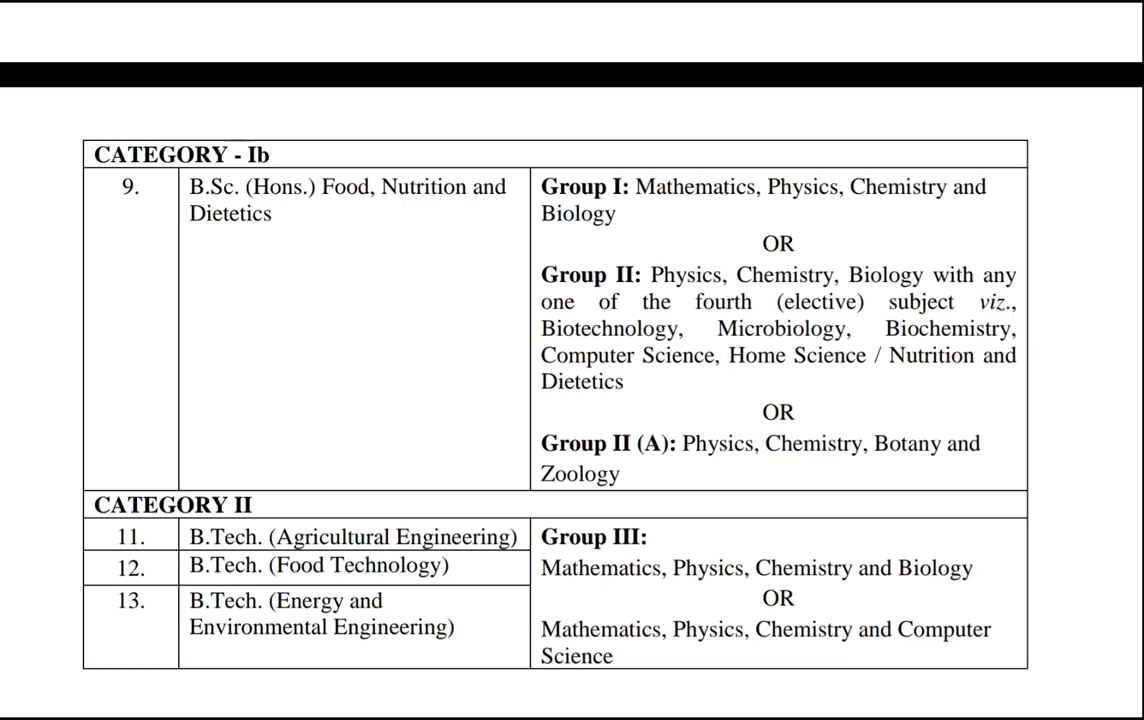 CATEGORY - Ib
9.
B.Sc. (Hons.) Food, Nutrition and
Dietetics
Group I: Mathematics, Physics, Chemistry and
Biology
OR
Group II: Physics, Chemistry, Biology with any
one of the fourth (elective) subject viz.,
Biotechnology, Microbiology, Biochemistry,
Computer Science, Home Science / Nutrition and
Dietetics
OR
Group II (A): Physics, Chemistry, Botany and
Zoology
CATEGORY II
11.
B.Tech. (Agricultural Engineering)
12.
B.Tech. (Food Technology)
13.
B.Tech. (Energy and
Environmental Engineering)
Group III:
Mathematics, Physics, Chemistry and Biology
OR
Mathematics, Physics, Chemistry and Computer
Science